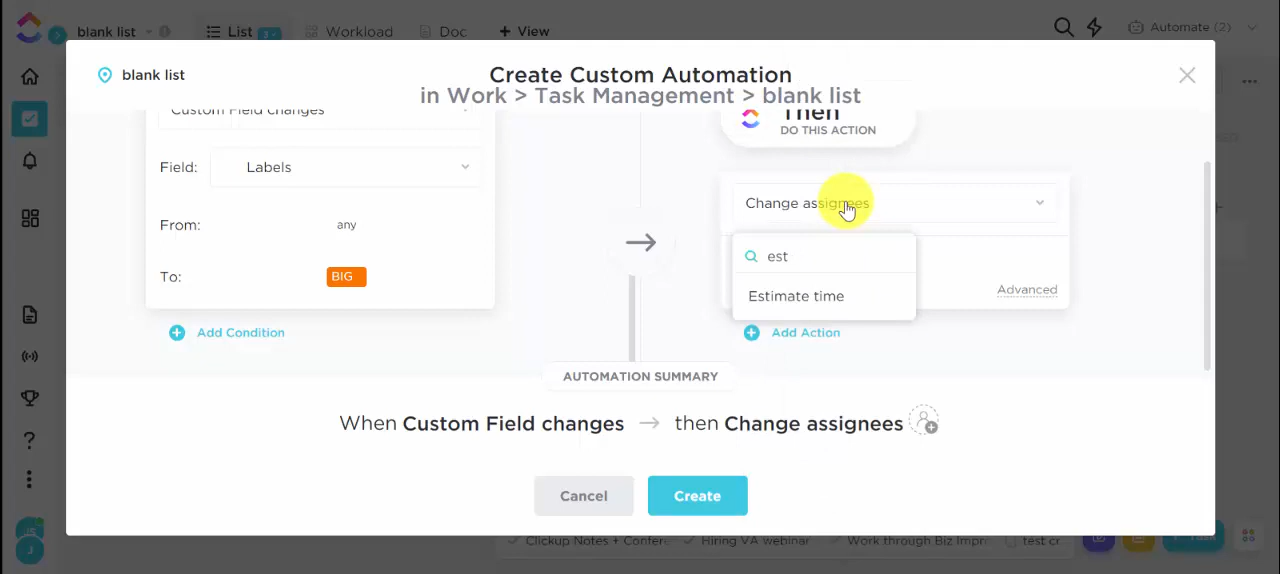 blank list
List 3
Workload
Doc
+ View
Automate (2)
blank list
Create Custom Automation
in Work > Task Management > blank list
Custom Field changes
Field: Labels
From: any
To: BIG
Add Condition
Then
DO THIS ACTION
Change assignees
est
Estimate time
Advanced
Add Action
AUTOMATION SUMMARY
When Custom Field changes → then Change assignees
Cancel
Create
Clickup Notes + Confere
Hiring VA webinar
Work through Biz Impr
test cr
J